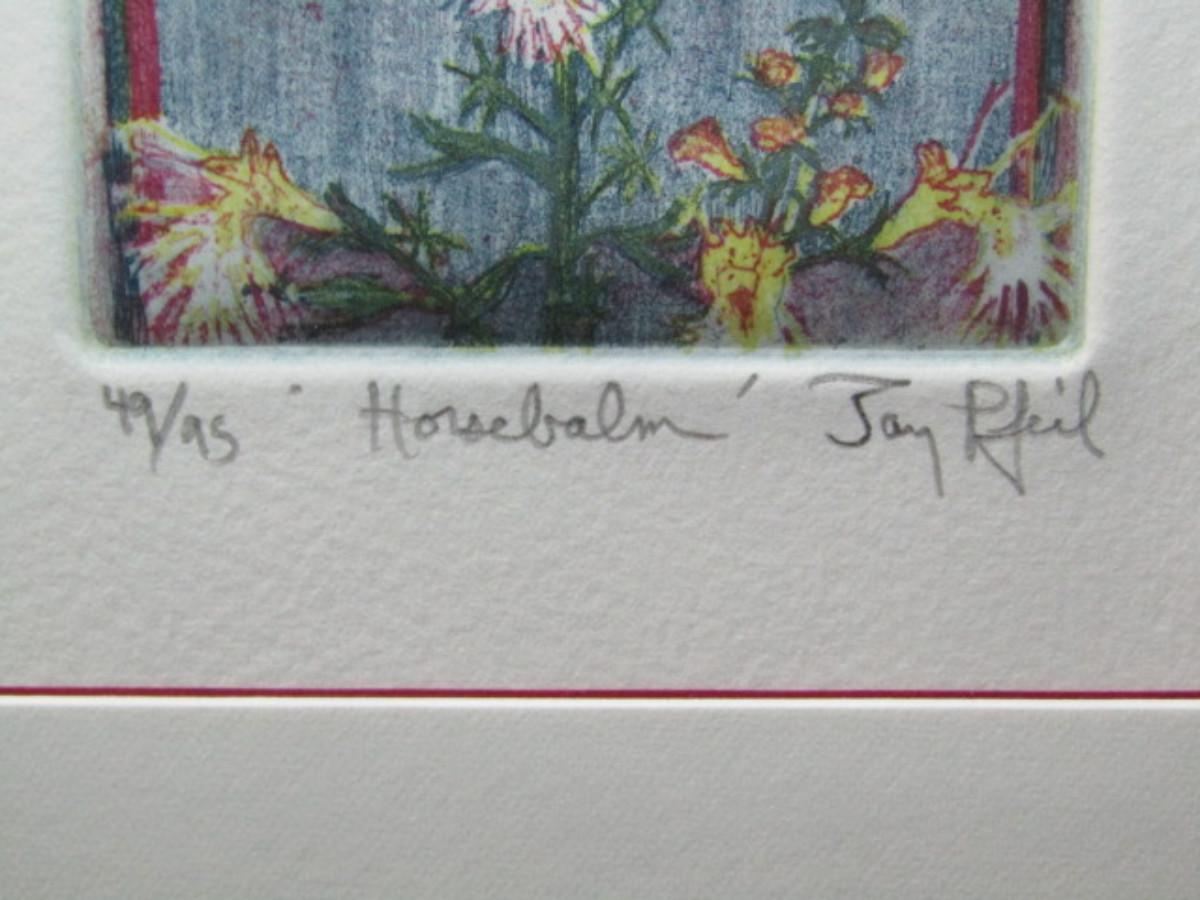 49/95 ' Horsebalm ' Jay Pfeil